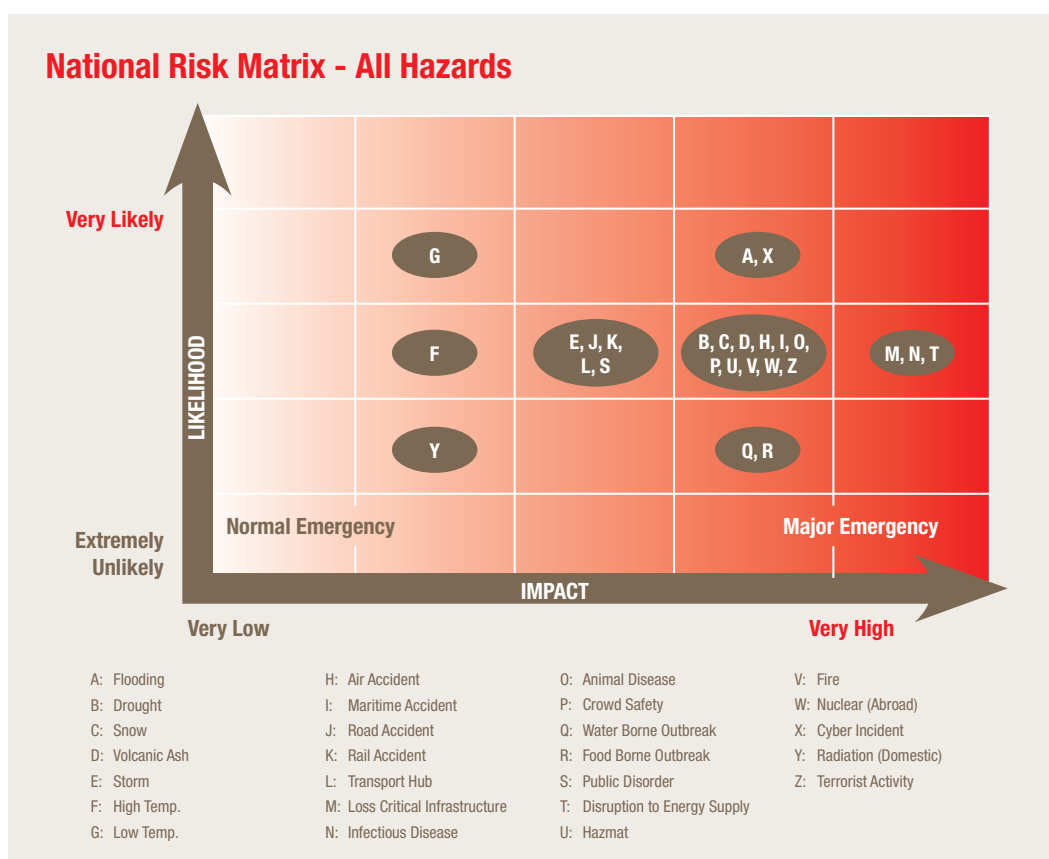 National Risk Matrix - All Hazards
Very Likely
G
A, X
LIKELIHOOD
F
E, J, K,
L, S
B, C, D, H, I, O,
P, U, V, W, Z
M, N, T
Y
Q, R
Normal Emergency
Major Emergency
Extremely
Unlikely
IMPACT
Very Low
Very High
A: Flooding
B: Drought
C: Snow
D: Volcanic Ash
E: Storm
F: High Temp.
G: Low Temp.
H: Air Accident
I: Maritime Accident
J: Road Accident
K: Rail Accident
L: Transport Hub
M: Loss Critical Infrastructure
N: Infectious Disease
O: Animal Disease
P: Crowd Safety
Q: Water Borne Outbreak
R: Food Borne Outbreak
S: Public Disorder
T: Disruption to Energy Supply
U: Hazmat
V: Fire
W: Nuclear (Abroad)
X: Cyber Incident
Y: Radiation (Domestic)
Z: Terrorist Activity